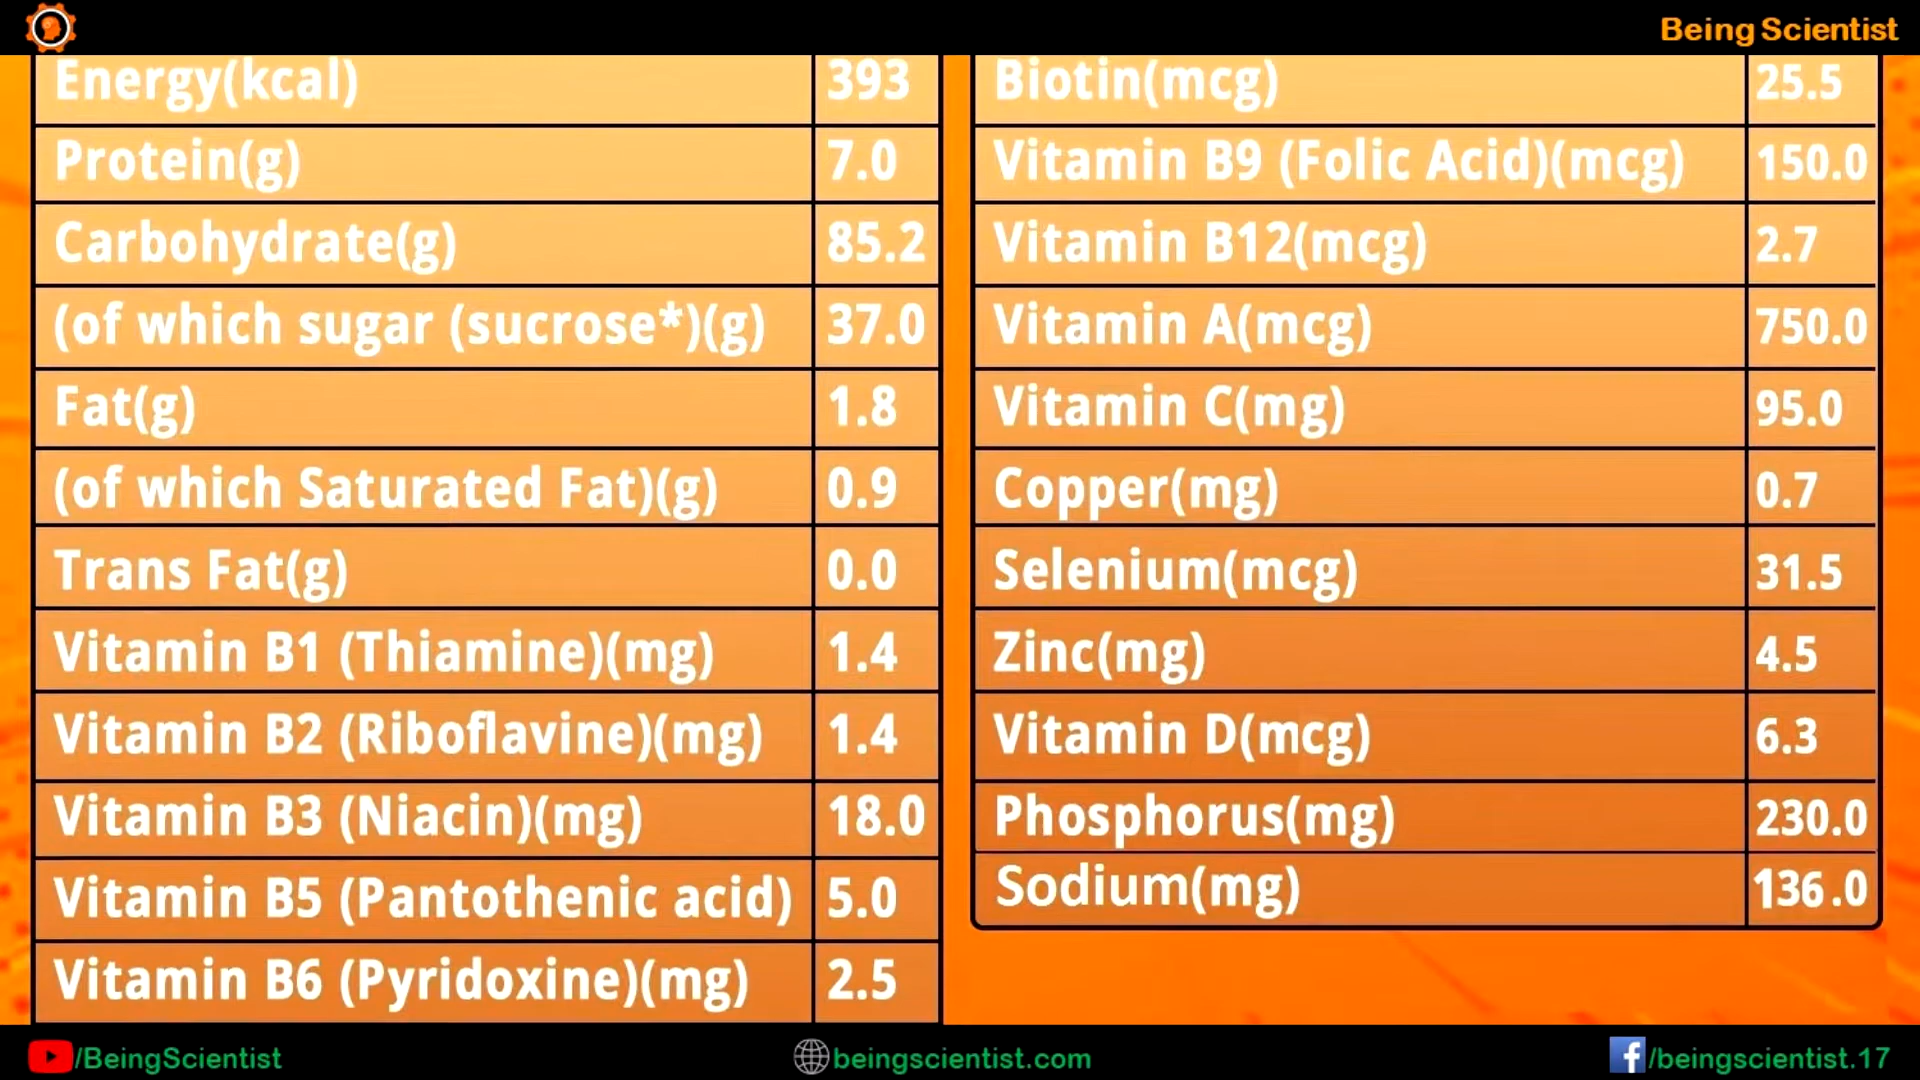 Being Scientist
Energy(kcal) 393
Protein(g) 7.0
Carbohydrate(g) 85.2
(of which sugar (sucrose*)(g) 37.0
Fat(g) 1.8
(of which Saturated Fat)(g) 0.9
Trans Fat(g) 0.0
Vitamin B1 (Thiamine)(mg) 1.4
Vitamin B2 (Riboflavine)(mg) 1.4
Vitamin B3 (Niacin)(mg) 18.0
Vitamin B5 (Pantothenic acid) 5.0
Vitamin B6 (Pyridoxine)(mg) 2.5
Biotin(mcg) 25.5
Vitamin B9 (Folic Acid)(mcg) 150.0
Vitamin B12(mcg) 2.7
Vitamin A(mcg) 750.0
Vitamin C(mg) 95.0
Copper(mg) 0.7
Selenium(mcg) 31.5
Zinc(mg) 4.5
Vitamin D(mcg) 6.3
Phosphorus(mg) 230.0
Sodium(mg) 136.0
/BeingScientist
beingscientist.com
/beingscientist.17